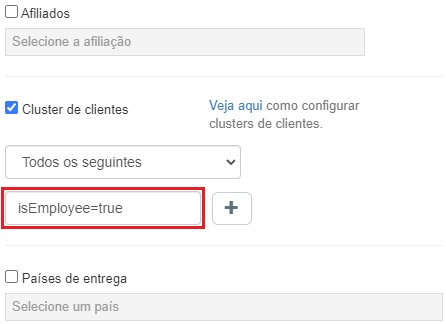 Afiliados
Selecione a afiliação
Cluster de clientes
Veja aqui como configurar
clusters de clientes.
Todos os seguintes
isEmployee=true
+
Países de entrega
Selecione um país